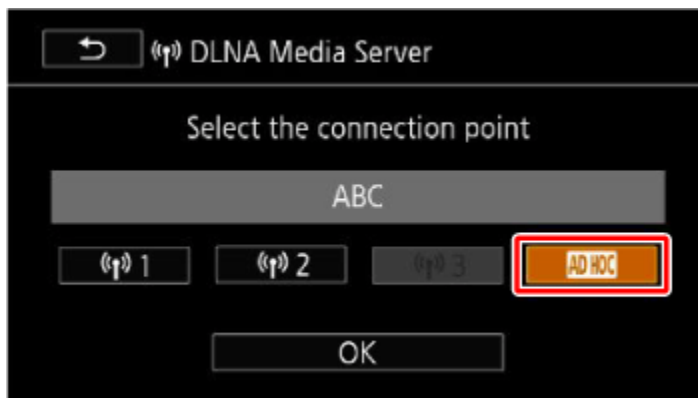 DLNA Media Server
Select the connection point
ABC
1 2 3 AD HOC
OK